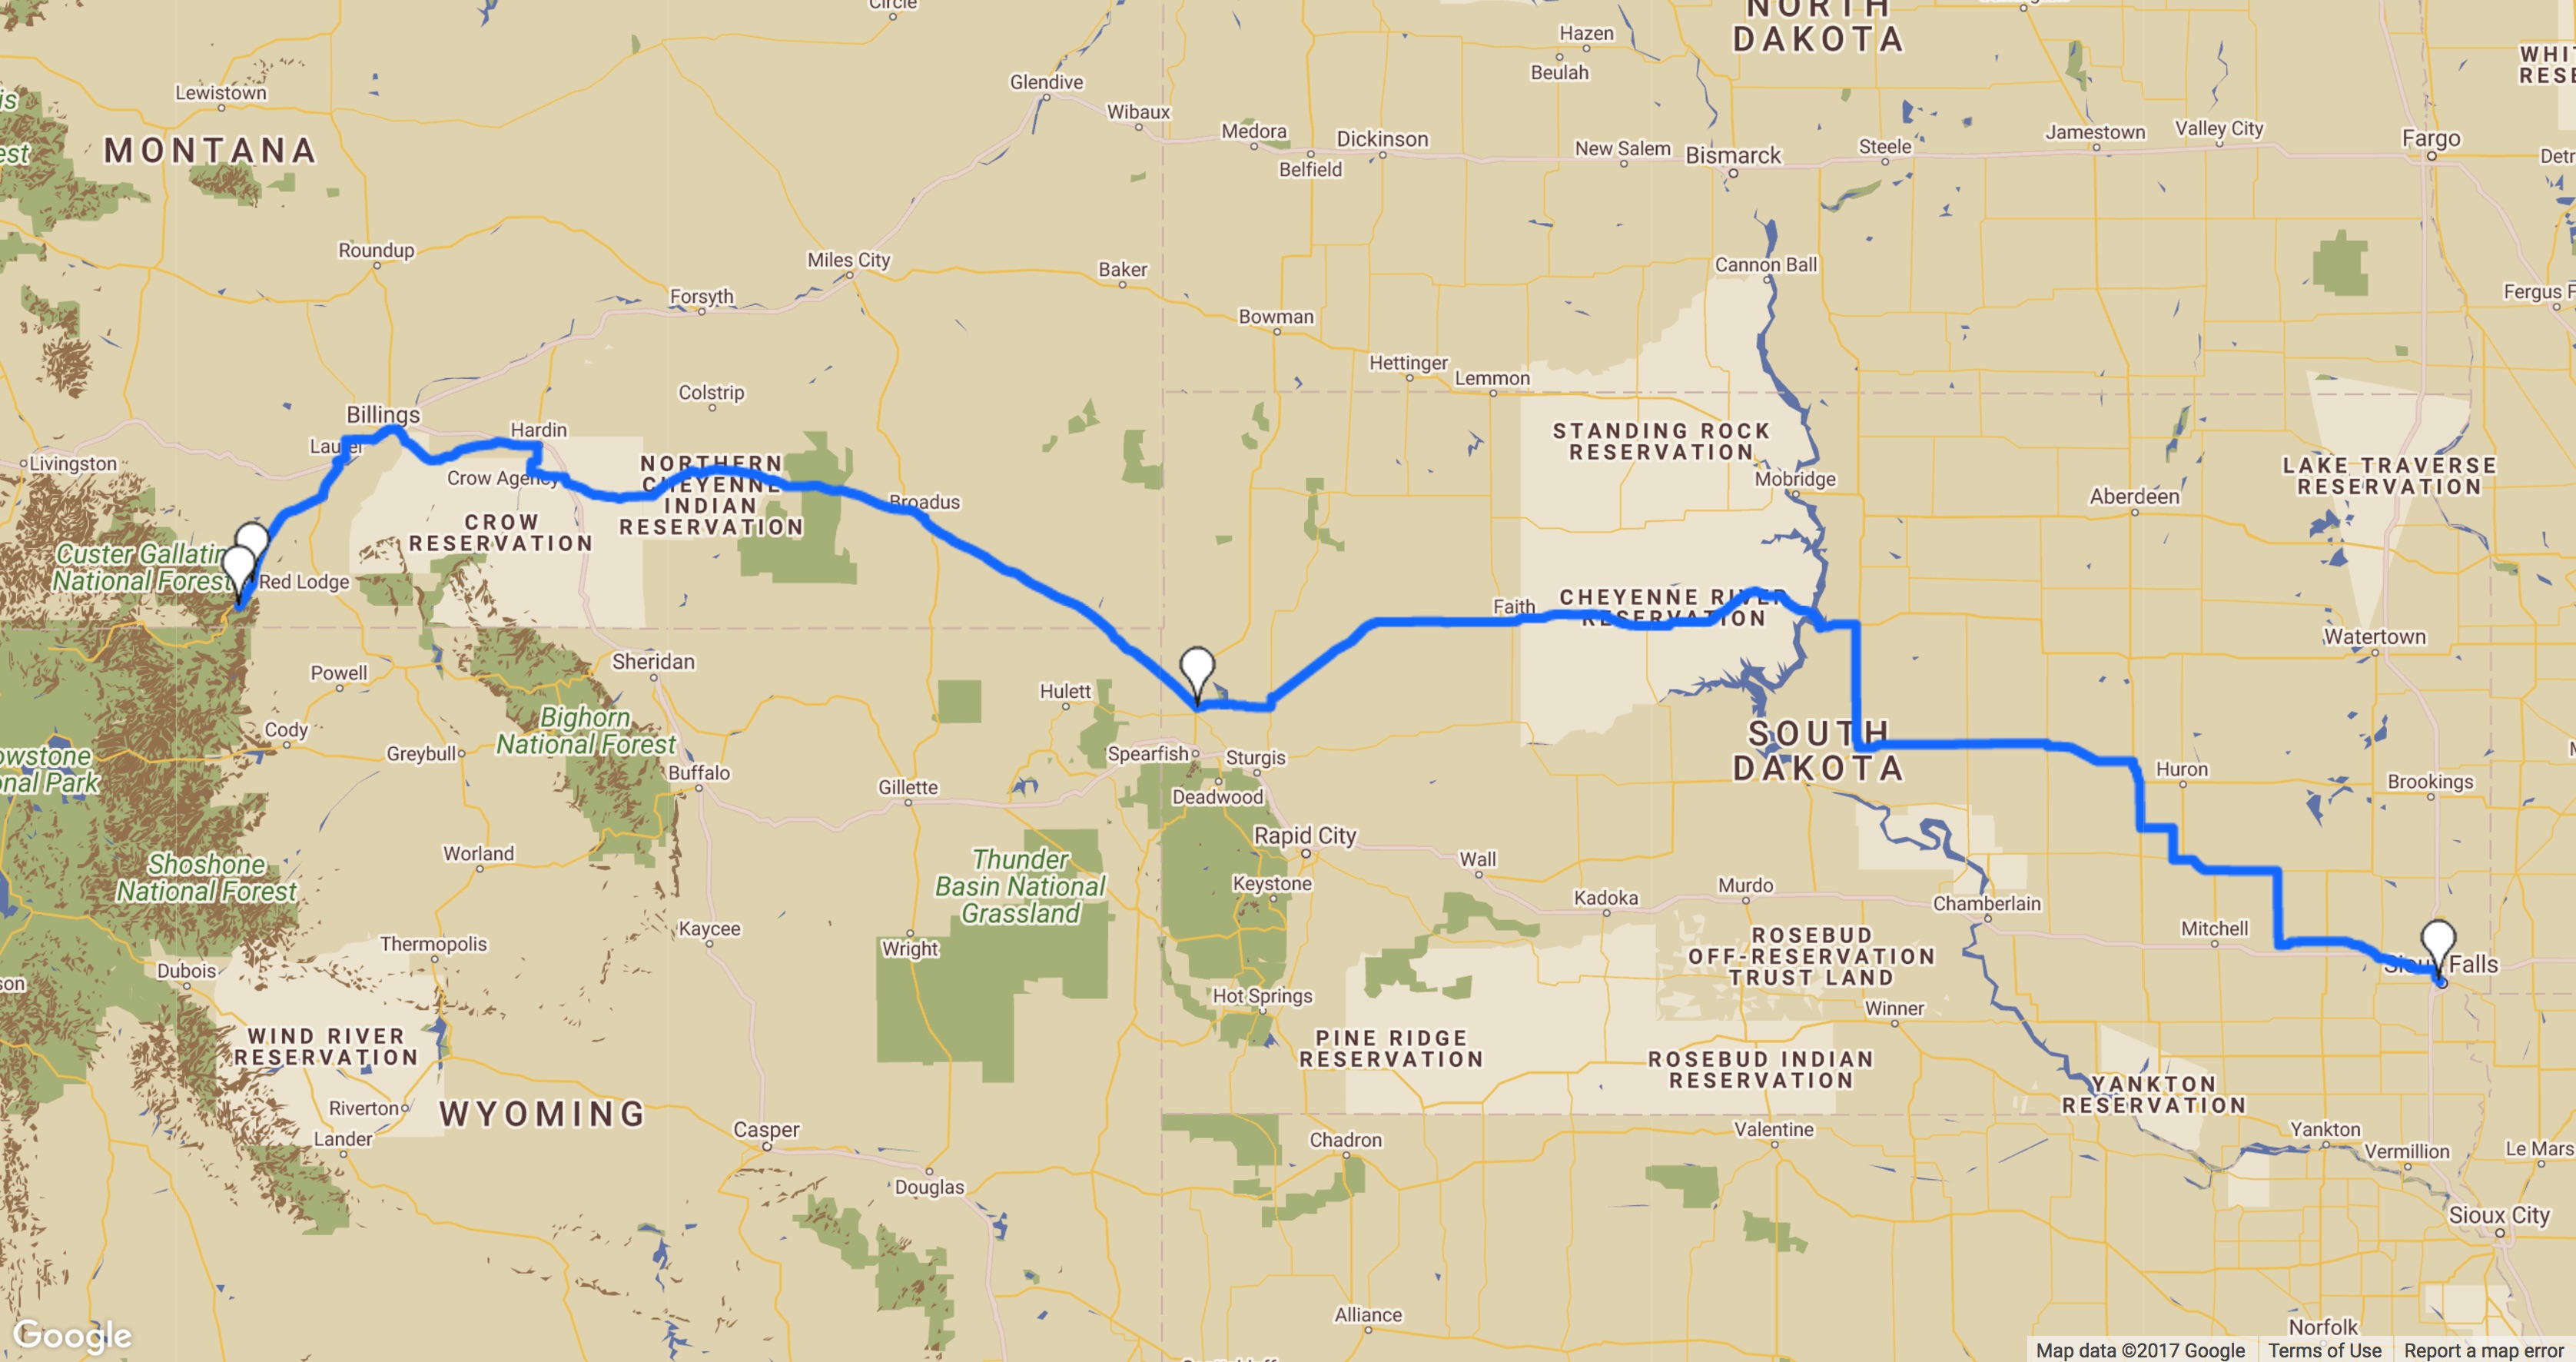 Circle
NORTH
DAKOTA
Hazen
Beulah
Glendive
Lewistown
Wibaux
MONTANA
Medora
Belfield
Dickinson
New Salem
Bismarck
Steele
Jamestown
Valley City
Fargo
Detr
WHI
RESE
is
est
Roundup
Miles City
Forsyth
Baker
Cannon Ball
Fergus F
Bowman
Hettinger
Lemmon
Colstrip
Billings
Laurel
Hardin
Livingston
Crow Agency
NORTHERN
CHEYENNE
INDIAN
RESERVATION
CROW
RESERVATION
Broadus
STANDING ROCK
RESERVATION
Mobridge
Aberdeen
LAKE TRAVERSE
RESERVATION
Custer Gallatin
National Forest
Red Lodge
Faith
CHEYENNE RIVER
RESERVATION
Watertown
Powell
Sheridan
Hulett
Cody
Bighorn
National Forest
Greybull
Buffalo
owstone
onal Park
Spearfish
Sturgis
Deadwood
Gillette
SOUTH
DAKOTA
Huron
Brookings
M
Rapid City
Wall
Keystone
Worland
Shoshone
National Forest
Thunder
Basin National
Grassland
Kadoka
Murdo
Chamberlain
Mitchell
Kaycee
Wright
Thermopolis
Dubois
son
Hot Springs
ROSEBUD
OFF-RESERVATION
TRUST LAND
Winner
Sioux Falls
WIND RIVER
RESERVATION
PINE RIDGE
RESERVATION
ROSEBUD INDIAN
RESERVATION
YANKTON
RESERVATION
Riverton
Lander
WYOMING
Casper
Chadron
Valentine
Yankton
Vermillion
Le Mars
Douglas
Sioux City
Alliance
Norfolk
Google
Map data ©2017 Google
Terms of Use
Report a map error